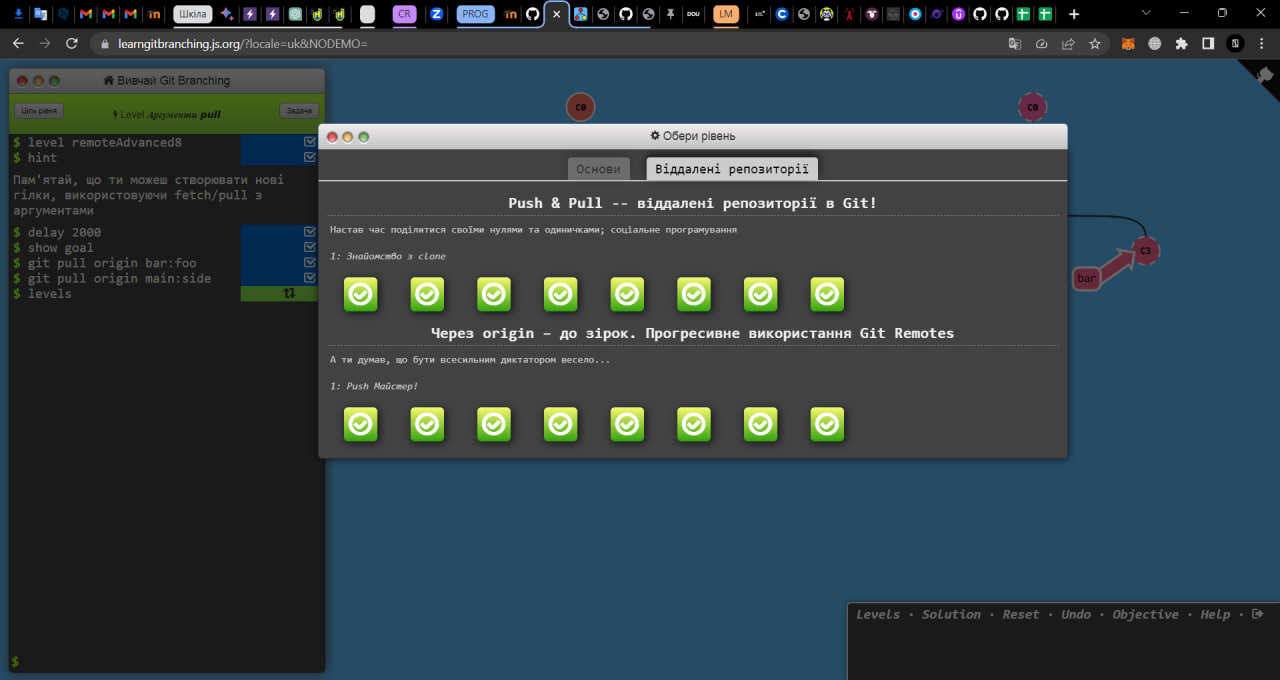 Шкіла
CR
PROG
DOU
LM
learngitbranching.js.org/?locale=uk&NODEMO=
Вивчай Git Branching
Ціль рівня
Level Аргументи pull
Задача
$ level remoteAdvanced8
$ hint
Пам'ятай, що ти можеш створювати нові
гілки, використовуючи fetch/pull з
аргументами
$ delay 2000
$ show goal
$ git pull origin bar:foo
$ git pull origin main:side
$ levels
$
c0
c0
c3
bar
Обери рівень
Основи
Віддалені репозиторії
Push & Pull -- віддалені репозиторії в Git!
Настав час поділитися своїми нулями та одиничками; соціальне програмування
1: Знайомство з clone
Через origin – до зірок. Прогресивне використання Git Remotes
А ти думав, що бути всесильним диктатором весело...
1: Push Майстер!
Levels · Solution · Reset · Undo · Objective · Help ·